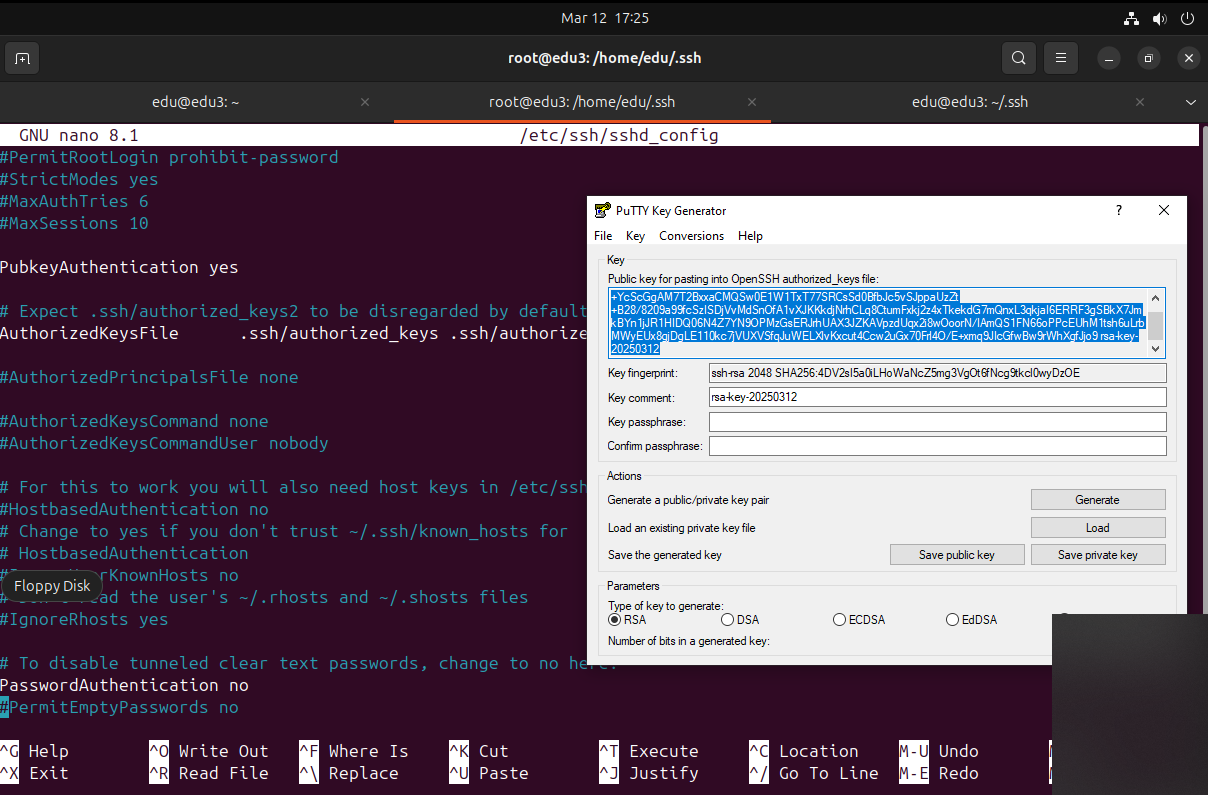 Mar 12 17:25
root@edu3: /home/edu/.ssh
edu@edu3: ~
root@edu3: /home/edu/.ssh
edu@edu3: ~/.ssh
GNU nano 8.1
/etc/ssh/sshd_config
#PermitRootLogin prohibit-password
#StrictModes yes
#MaxAuthTries 6
#MaxSessions 10
PubkeyAuthentication yes
# Expect .ssh/authorized_keys2 to be disregarded by default
AuthorizedKeysFile .ssh/authorized_keys .ssh/authorize
#AuthorizedPrincipalsFile none
#AuthorizedKeysCommand none
#AuthorizedKeysCommandUser nobody
# For this to work you will also need host keys in /etc/ssh
#HostbasedAuthentication no
# Change to yes if you don't trust ~/.ssh/known_hosts for
# HostbasedAuthentication
KnownHosts no
Floppy Disk
the user's ~/.rhosts and ~/.shosts files
#IgnoreRhosts yes
# To disable tunneled clear text passwords, change to no here!
PasswordAuthentication no
#PermitEmptyPasswords no
^G Help
^O Write Out
^F Where Is
^K Cut
^T Execute
^C Location
M-U Undo
^X Exit
^R Read File
^\ Replace
^U Paste
^J Justify
^/ Go To Line
M-E Redo
PuTTY Key Generator
?
File Key Conversions Help
Key
Public key for pasting into OpenSSH authorized_keys file:
rsa-key-
20250312
Key fingerprint:
ssh-rsa 2048
Key comment:
rsa-key-20250312
Key passphrase:
Confirm passphrase:
Actions
Generate a public/private key pair
Generate
Load an existing private key file
Load
Save the generated key
Save public key
Save private key
Parameters
Type of key to generate:
RSA
DSA
ECDSA
EdDSA
Number of bits in a generated key: